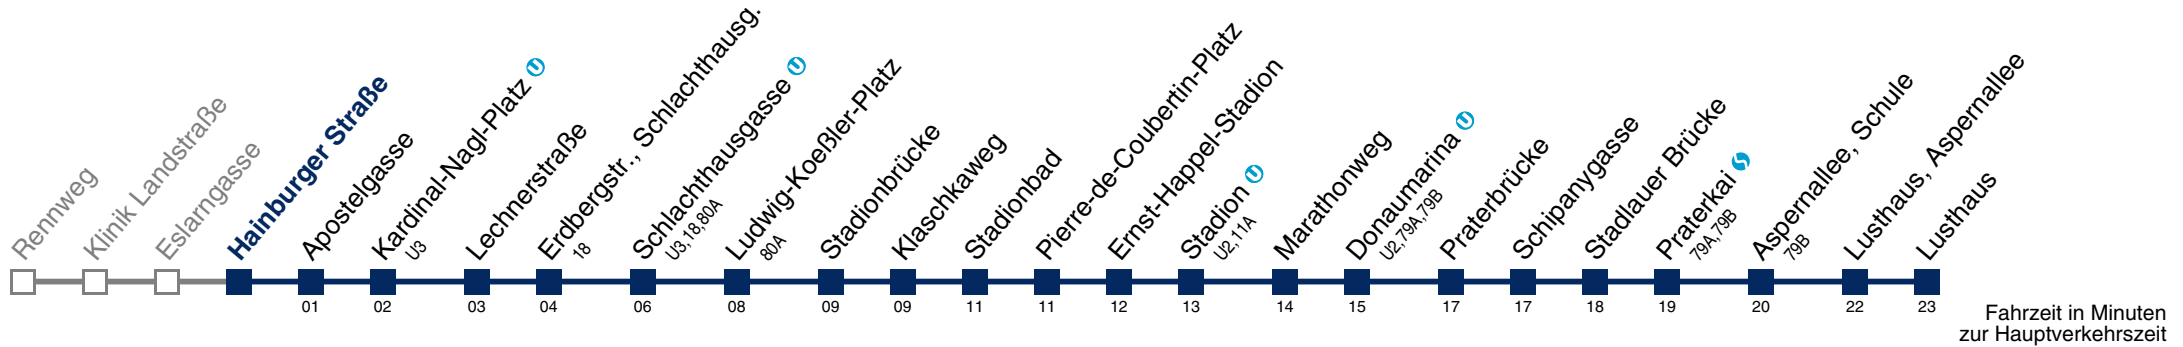 Rennweg
Klinik Landstraße
Eslarngasse
Hainburger Straße
Apostelgasse
01
Kardinal-Nagl-Platz
U3
02
Lechnerstraße
03
Erdbergstr., Schlachthausg.
18
04
Schlachthausgasse
U3,18,80A
06
Ludwig-Koeßler-Platz
80A
08
Stadionbrücke
09
Klaschkaweg
09
Stadionbad
11
Pierre-de-Coubertin-Platz
11
Ernst-Happel-Stadion
12
Stadion
U2,11A
13
Marathonweg
14
Donaumarina
U2,79A,79B
15
Praterbrücke
17
Schipanygasse
17
Stadlauer Brücke
18
Praterkai
79A,79B
19
Aspernallee, Schule
79B
20
Lusthaus, Aspernallee
22
Lusthaus
23
Fahrzeit in Minuten
zur Hauptverkehrszeit